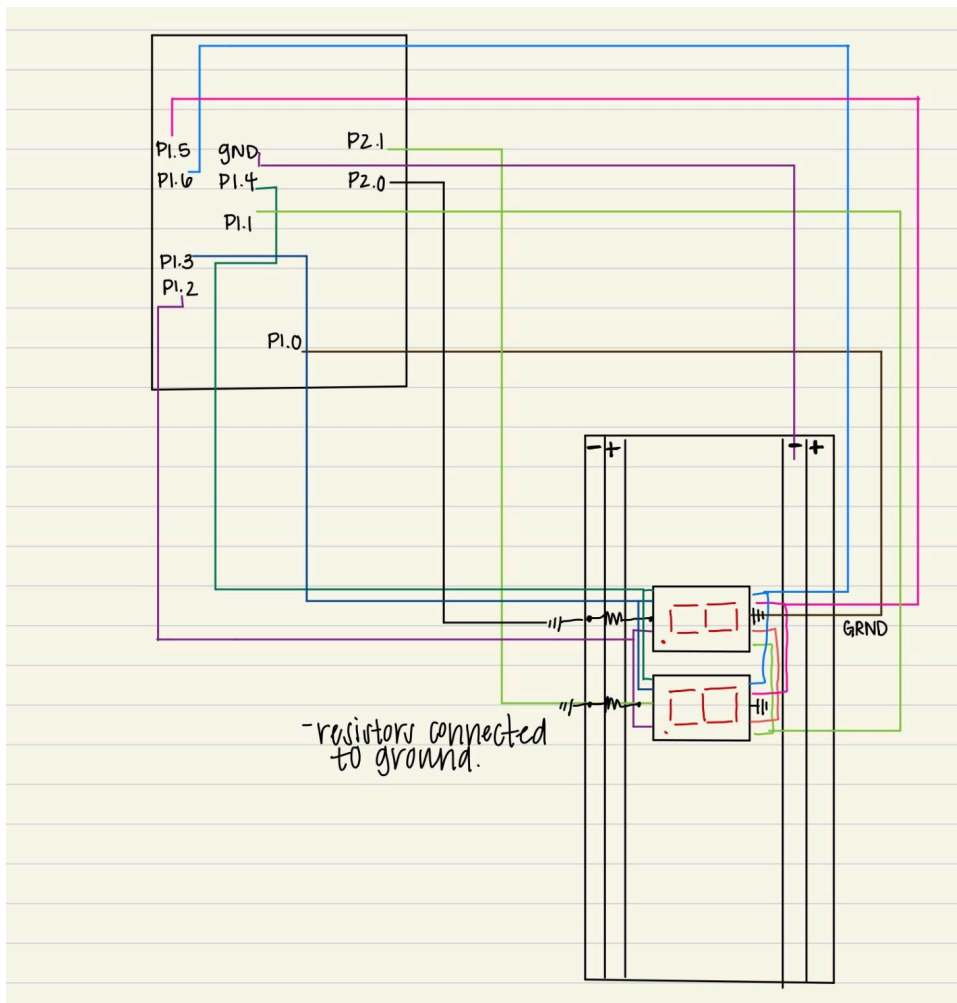 P1.5 GND P2.1
P1.6 P1.4 P2.0
P1.1
P1.3
P1.2
P1.0
- + - +
GRND
-resistors connected
to ground.